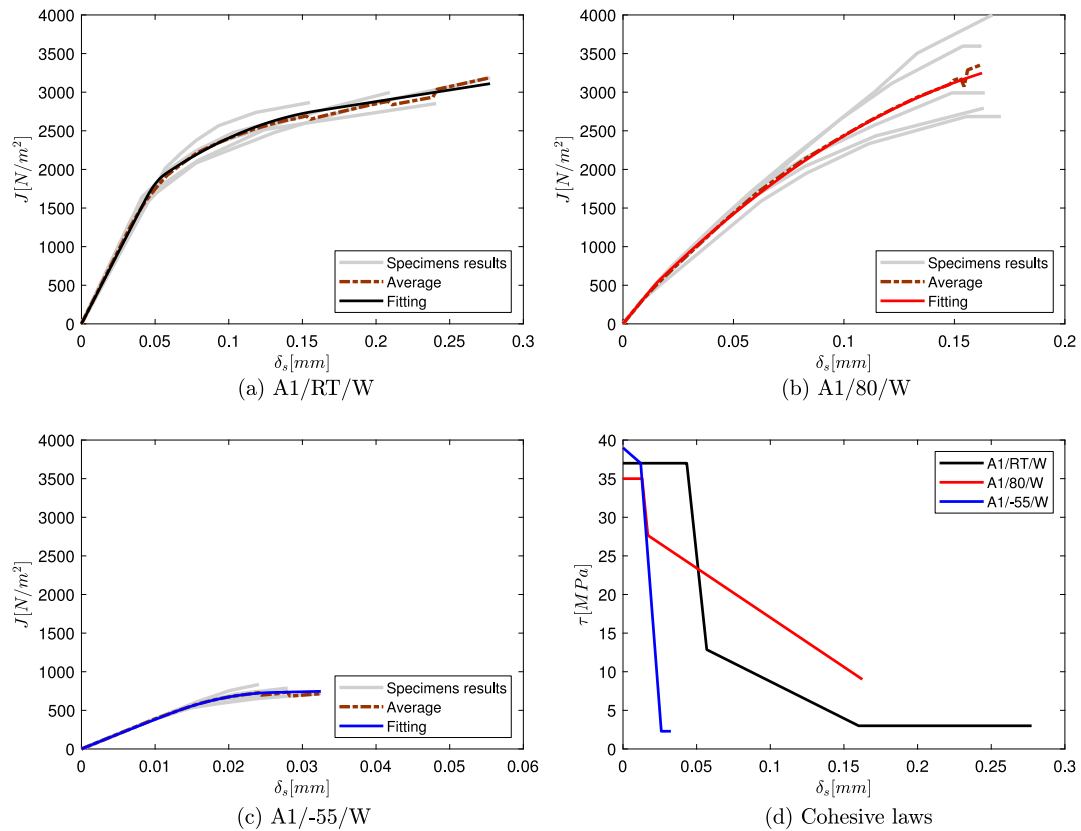 4000
3500
3000
2500
2000
1500
1000
500
0
J[N/m²]
Specimens results
Average
Fitting
0 0.05 0.1 0.15 0.2 0.25 0.3
δs[mm]
(a) A1/RT/W
4000
3500
3000
2500
2000
1500
1000
500
0
J[N/m²]
Specimens results
Average
Fitting
0 0.05 0.1 0.15 0.2
δs[mm]
(b) A1/80/W
4000
3500
3000
2500
2000
1500
1000
500
0
J[N/m²]
Specimens results
Average
Fitting
0 0.01 0.02 0.03 0.04 0.05 0.06
δs[mm]
(c) A1/-55/W
40
35
30
25
20
15
10
5
0
τ[MPa]
A1/RT/W
A1/80/W
A1/-55/W
0 0.05 0.1 0.15 0.2 0.25 0.3
δs[mm]
(d) Cohesive laws